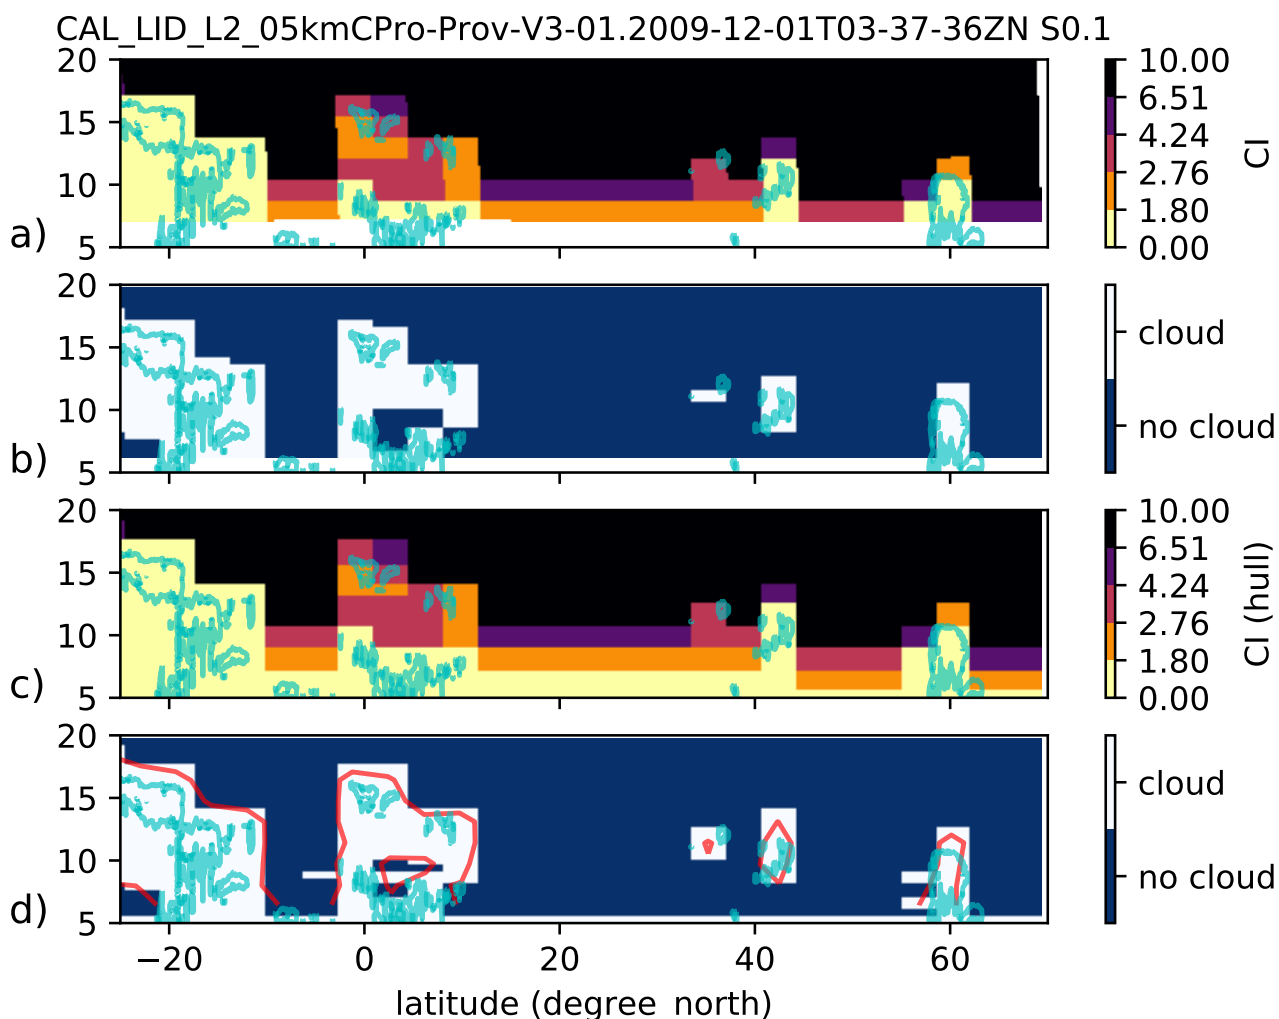 CAL_LID_L2_05kmCPro-Prov-V3-01.2009-12-01T03-37-36ZN S0.1
20
15
10
5
a)
10.00
6.51
4.24
2.76
1.80
0.00
CI
20
15
10
5
b)
cloud
no cloud
20
15
10
5
c)
10.00
6.51
4.24
2.76
1.80
0.00
CI (hull)
20
15
10
5
d)
cloud
no cloud
−20 0 20 40 60
latitude (degree north)